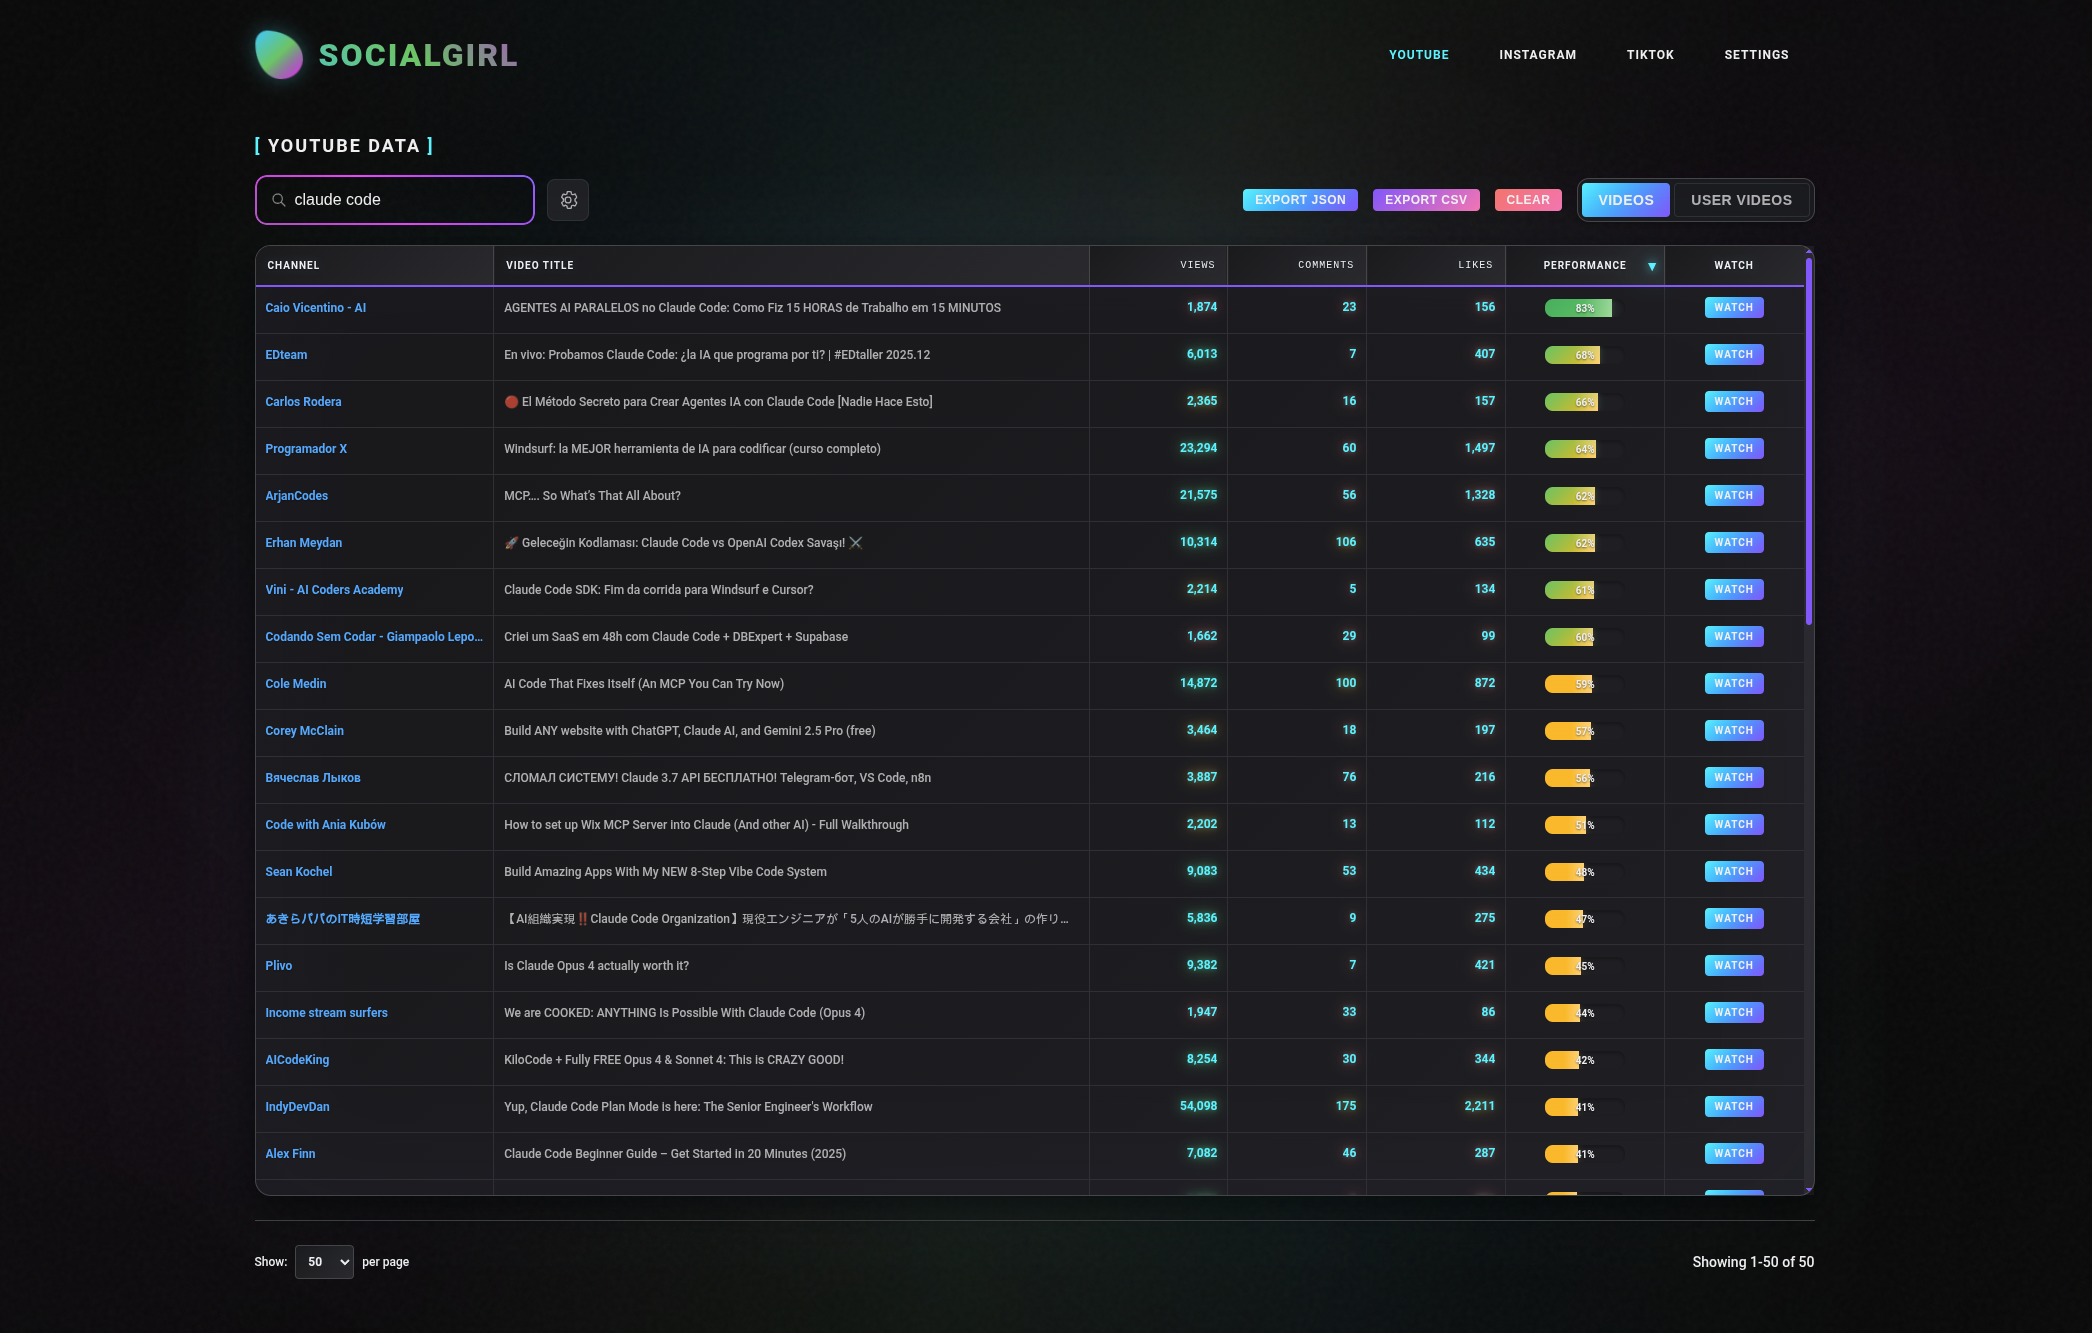 SOCIALGIRL
YOUTUBE INSTAGRAM TIKTOK SETTINGS
[ YOUTUBE DATA ]
claude code
EXPORT JSON EXPORT CSV CLEAR VIDEOS USER VIDEOS
CHANNEL VIDEO TITLE VIEWS COMMENTS LIKES PERFORMANCE ▼ WATCH
Caio Vicentino - AI AGENTES AI PARALELOS no Claude Code: Como Fiz 15 HORAS de Trabalho em 15 MINUTOS 1,874 23 156 83% WATCH
EDteam En vivo: Probamos Claude Code: ¿la IA que programa por ti? | #EDtaller 2025.12 6,013 7 407 68% WATCH
Carlos Rodera 🔴 El Método Secreto para Crear Agentes IA con Claude Code [Nadie Hace Esto] 2,365 16 157 66% WATCH
Programador X Windsurf: la MEJOR herramienta de IA para codificar (curso completo) 23,294 60 1,497 64% WATCH
ArjanCodes MCP.... So What's That All About? 21,575 56 1,328 62% WATCH
Erhan Meydan 🚀 Geleceğin Kodlaması: Claude Code vs OpenAI Codex Savaşı! ⚔️ 10,314 106 635 62% WATCH
Vini - AI Coders Academy Claude Code SDK: Fim da corrida para Windsurf e Cursor? 2,214 5 134 61% WATCH
Codando Sem Codar - Giampaolo Lepo... Criei um SaaS em 48h com Claude Code + DBExpert + Supabase 1,662 29 99 60% WATCH
Cole Medin AI Code That Fixes Itself (An MCP You Can Try Now) 14,872 100 872 59% WATCH
Corey McClain Build ANY website with ChatGPT, Claude AI, and Gemini 2.5 Pro (free) 3,464 18 197 57% WATCH
Вячеслав Лыков СЛОМАЛ СИСТЕМУ! Claude 3.7 API БЕСПЛАТНО! Telegram-бот, VS Code, n8n 3,887 76 216 56% WATCH
Code with Ania Kubów How to set up Wix MCP Server into Claude (And other AI) - Full Walkthrough 2,202 13 112 51% WATCH
Sean Kochel Build Amazing Apps With My NEW 8-Step Vibe Code System 9,083 53 434 48% WATCH
あきらパパのIT時短学習部屋 【AI組織実現‼️Claude Code Organization】現役エンジニアが「5人のAIが勝手に開発する会社」の作り... 5,836 9 275 47% WATCH
Plivo Is Claude Opus 4 actually worth it? 9,382 7 421 45% WATCH
Income stream surfers We are COOKED: ANYTHING Is Possible With Claude Code (Opus 4) 1,947 33 86 44% WATCH
AICodeKing KiloCode + Fully FREE Opus 4 & Sonnet 4: This is CRAZY GOOD! 8,254 30 344 42% WATCH
IndyDevDan Yup, Claude Code Plan Mode is here: The Senior Engineer's Workflow 54,098 175 2,211 41% WATCH
Alex Finn Claude Code Beginner Guide – Get Started in 20 Minutes (2025) 7,082 46 287 41% WATCH
Show: 50 per page Showing 1-50 of 50